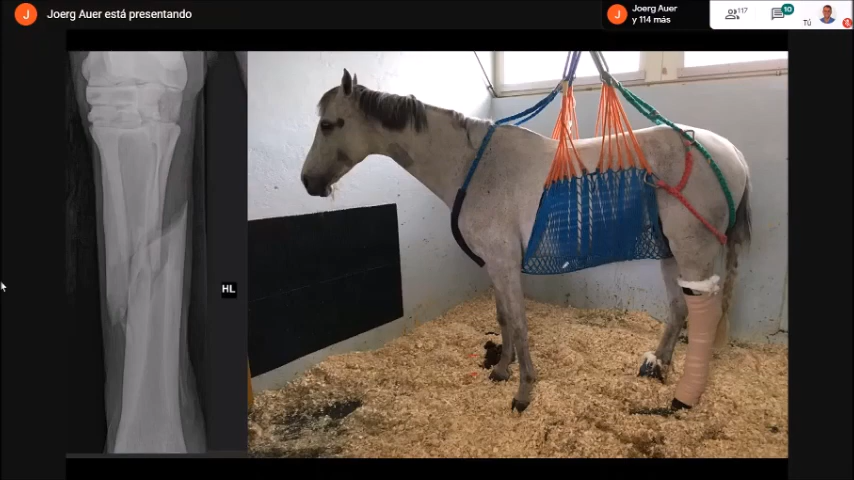 J Joerg Auer está presentando
J Joerg Auer
y 114 más
117
10
Tú
HL